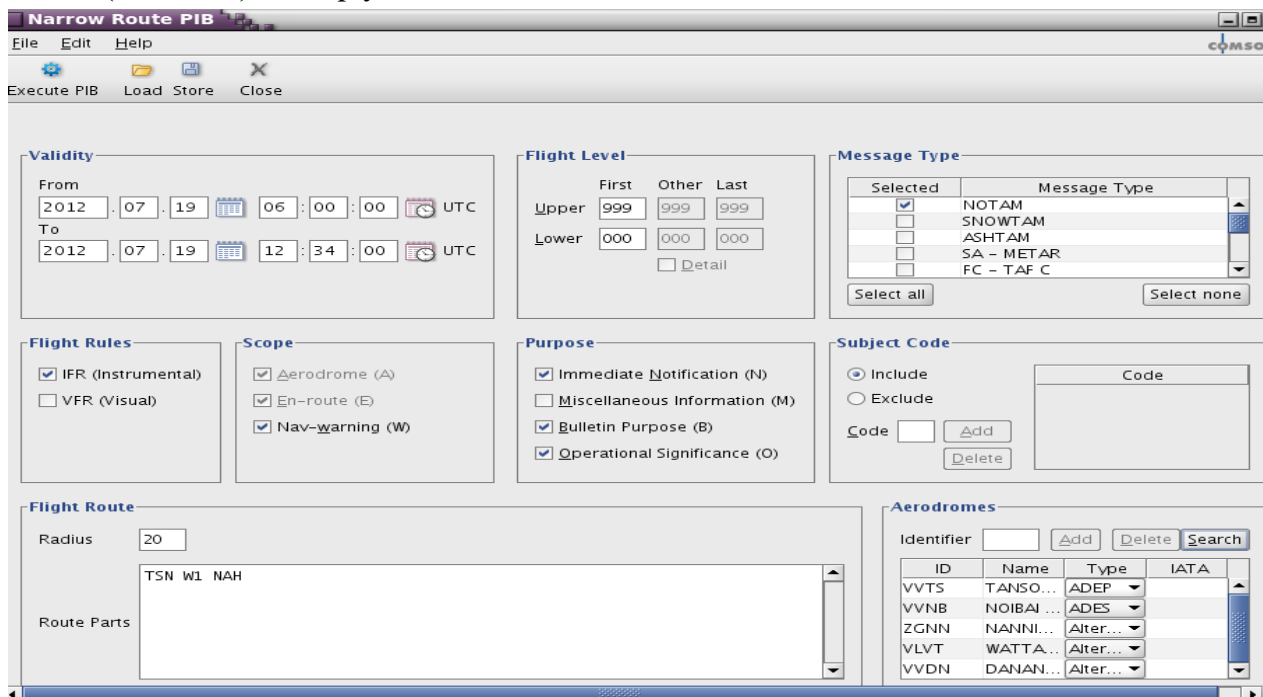 Narrow Route PIB
File Edit Help
Execute PIB Load Store Close
Validity
From
2012 . 07 . 19 06 : 00 : 00 UTC
To
2012 . 07 . 19 12 : 34 : 00 UTC
Flight Level
First Other Last
Upper 999 999 999
Lower 000 000 000
Detail
Message Type
Selected Message Type
NOTAM
SNOWTAM
ASHTAM
SA - METAR
FC - TAF C
Select all Select none
Flight Rules
IFR (Instrumental)
VFR (Visual)
Scope
Aerodrome (A)
En-route (E)
Nav-warning (W)
Purpose
Immediate Notification (N)
Miscellaneous Information (M)
Bulletin Purpose (B)
Operational Significance (O)
Subject Code
Include
Exclude
Code Add
Delete
Code
Flight Route
Radius 20
Route Parts
TSN W1 NAH
Aerodromes
Identifier Add Delete Search
ID Name Type IATA
VVTS TANSO... ADEP
VVNB NOIBAI ... ADES
ZGNN NANNI... Alter...
VLVT WATTA... Alter...
VVDN DANAN... Alter...